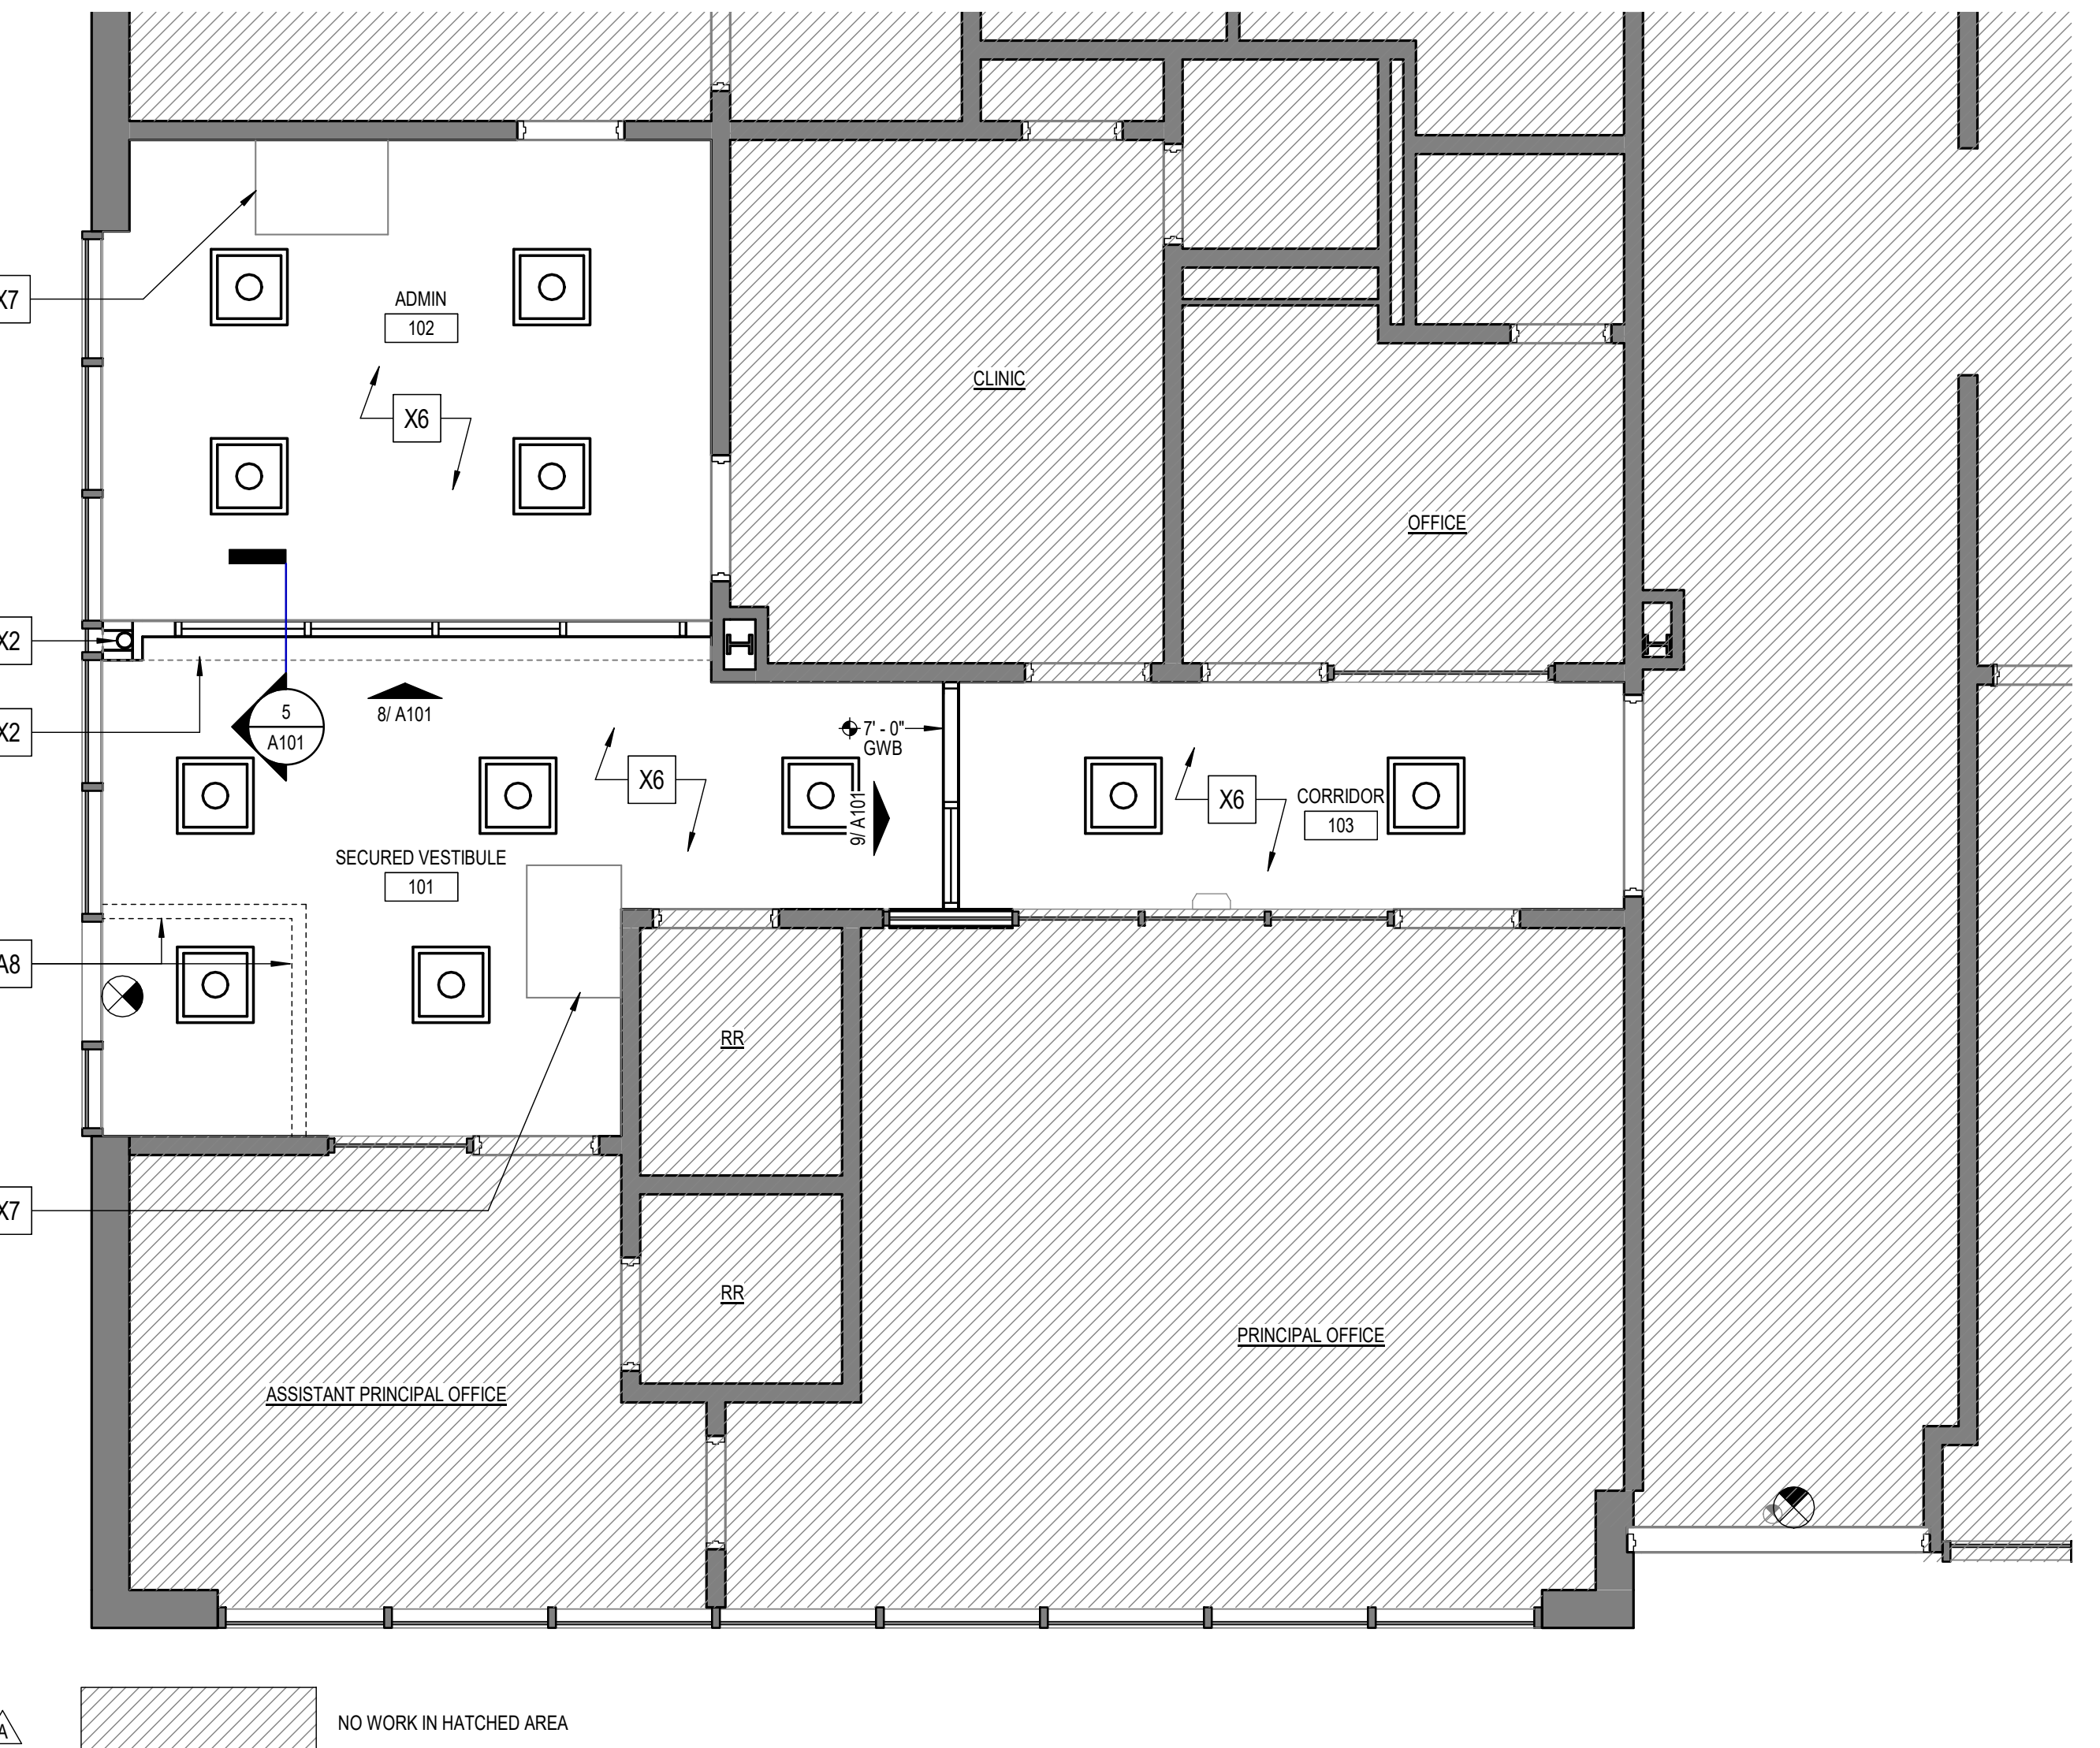 X7
ADMIN
102
X6
CLINIC
OFFICE
X2
X2
5
A101
8/ A101
7' - 0"
GWB
X6
9/ A101
X6
CORRIDOR
103
SECURED VESTIBULE
101
A8
RR
X7
RR
PRINCIPAL OFFICE
ASSISTANT PRINCIPAL OFFICE
A
NO WORK IN HATCHED AREA